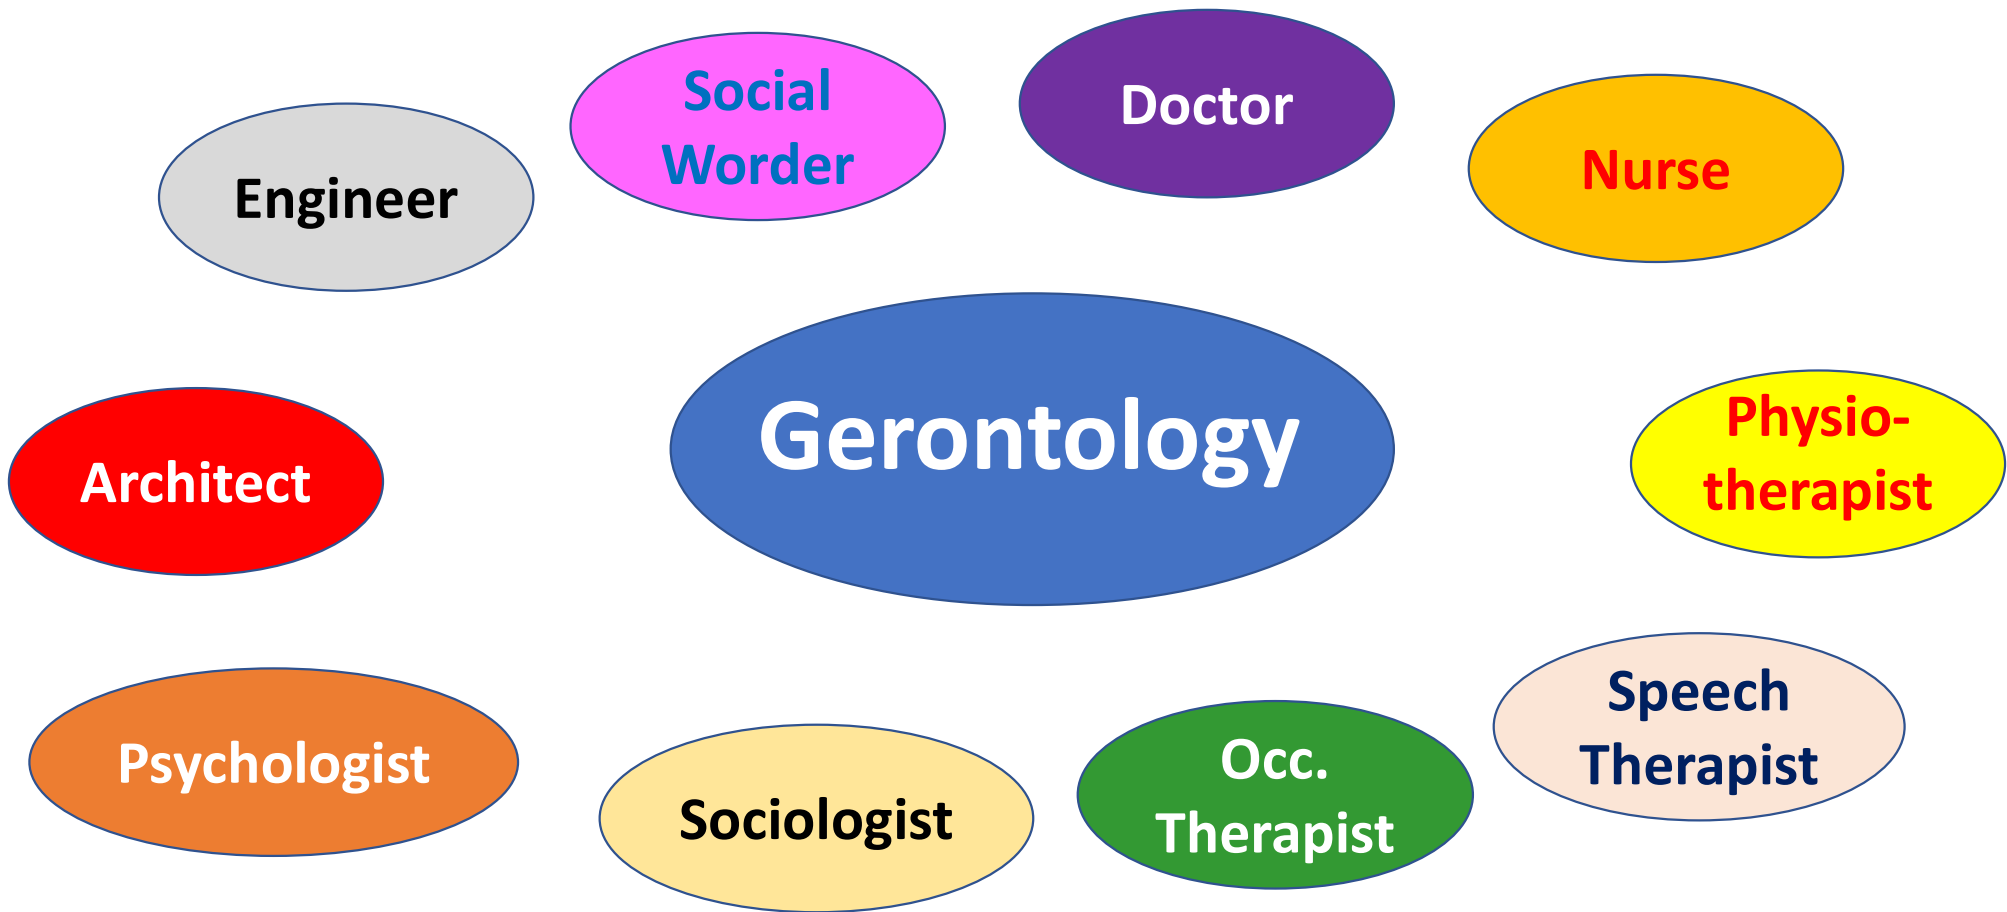 Social
Worder
Doctor
Nurse
Engineer
Gerontology
Physio-
therapist
Architect
Speech
Therapist
Psychologist
Sociologist
Occ.
Therapist